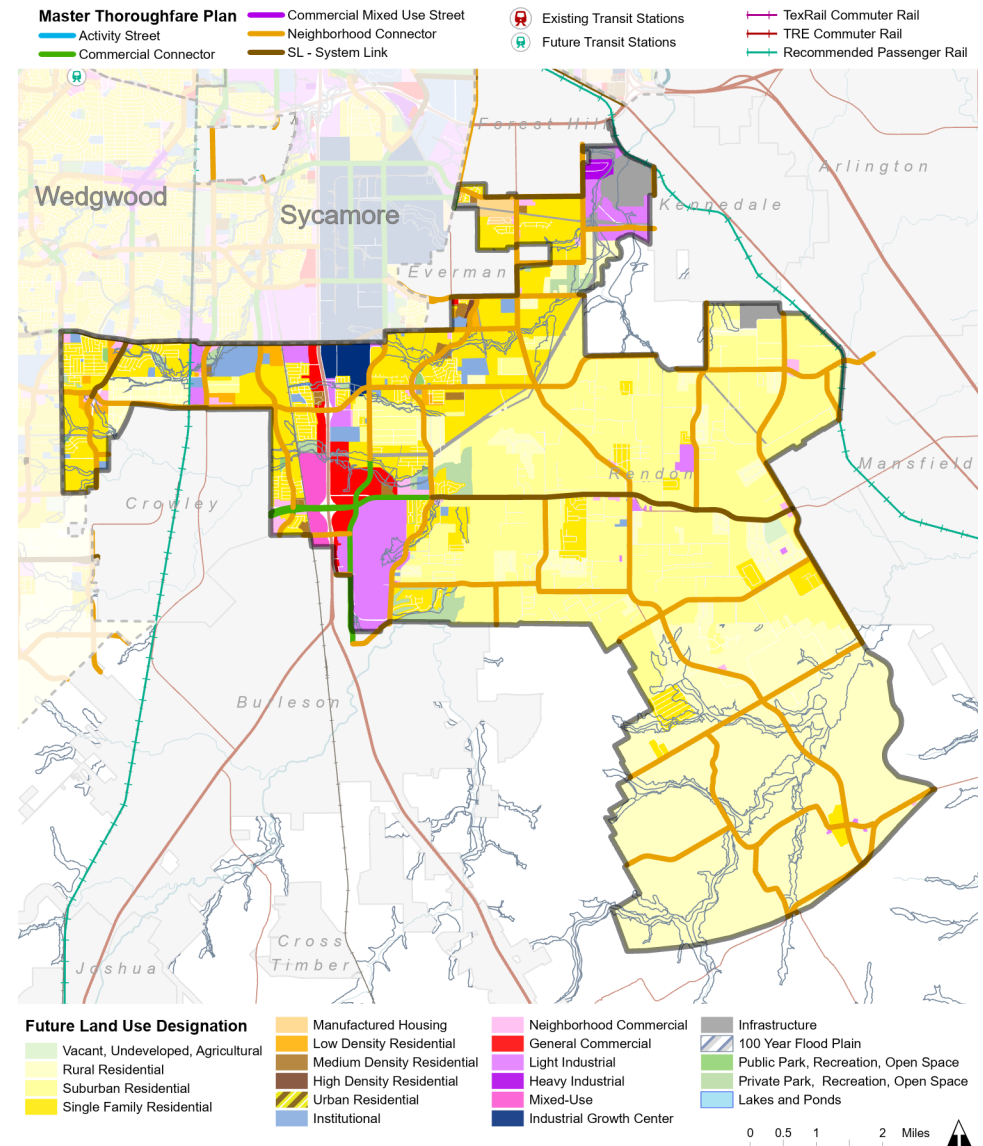 Master Thoroughfare Plan
Activity Street
Commercial Connector
Commercial Mixed Use Street
Neighborhood Connector
SL - System Link
Existing Transit Stations
Future Transit Stations
TexRail Commuter Rail
TRE Commuter Rail
Recommended Passenger Rail
Forest Hill
Arlington
Wedgwood
Sycamore
Kennedale
Everman
Mansfield
Rendon
Crowley
Burleson
Cross
Timber
Joshua
Future Land Use Designation
Vacant, Undeveloped, Agricultural
Rural Residential
Suburban Residential
Single Family Residential
Manufactured Housing
Low Density Residential
Medium Density Residential
High Density Residential
Urban Residential
Institutional
Neighborhood Commercial
General Commercial
Light Industrial
Heavy Industrial
Mixed-Use
Industrial Growth Center
Infrastructure
100 Year Flood Plain
Public Park, Recreation, Open Space
Private Park, Recreation, Open Space
Lakes and Ponds
0 0.5 1 2 Miles